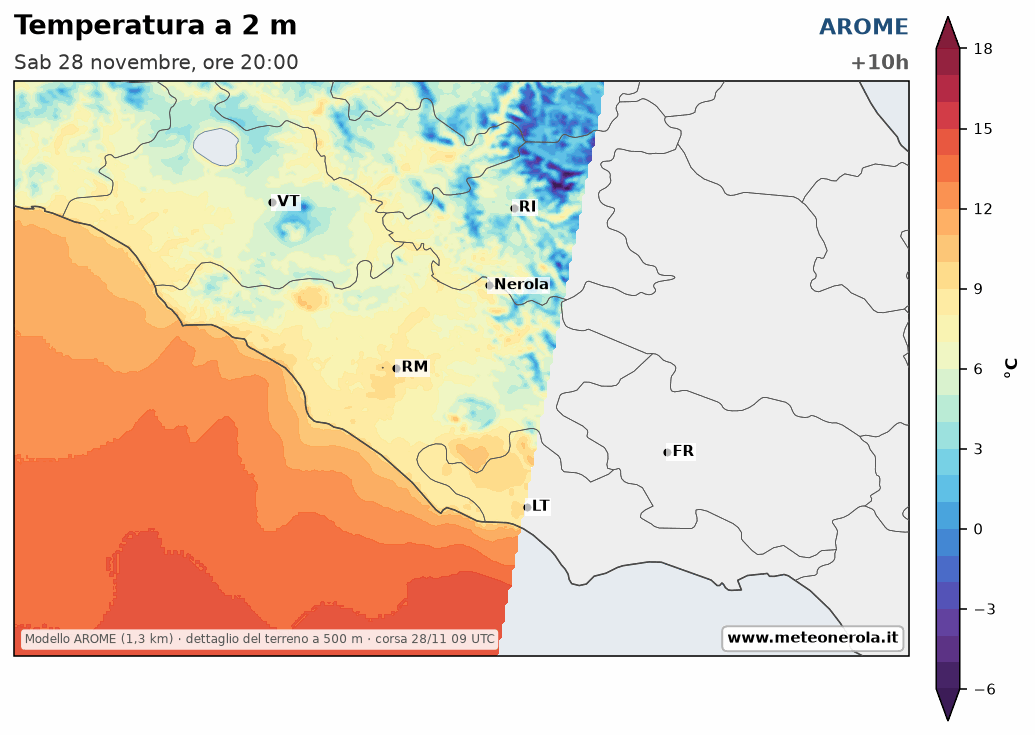 Temperatura a 2 m
AROME
Sab 28 novembre, ore 20:00
+10h
VT
RI
Nerola
RM
FR
LT
Modello AROME (1,3 km) · dettaglio del terreno a 500 m · corsa 28/11 09 UTC
www.meteonerola.it
18
15
12
9
6
3
0
−3
−6
°C